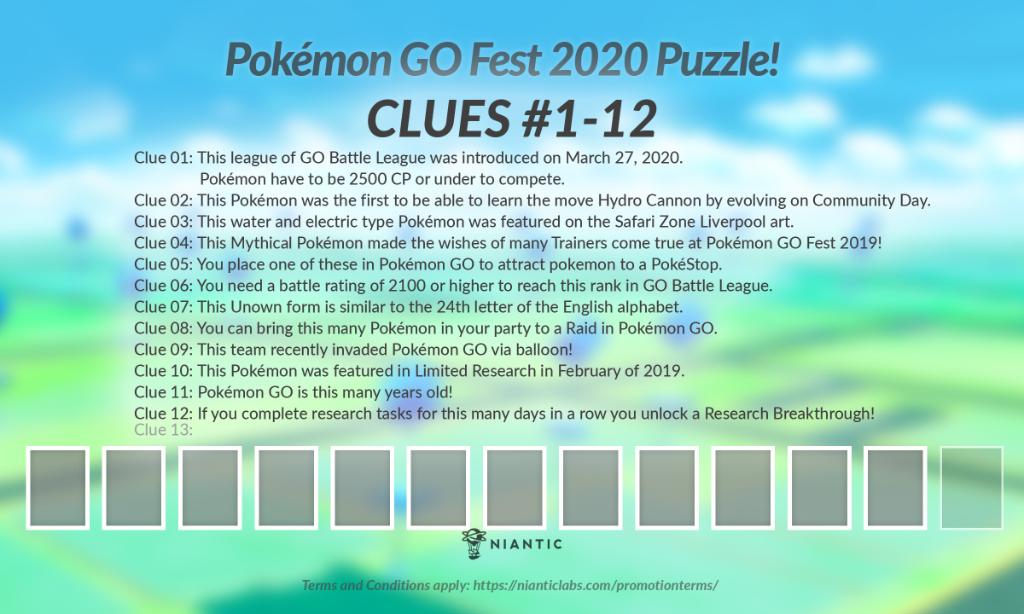 Pokémon GO Fest 2020 Puzzle!
CLUES #1-12
Clue 01: This league of GO Battle League was introduced on March 27, 2020.
Pokémon have to be 2500 CP or under to compete.
Clue 02: This Pokémon was the first to be able to learn the move Hydro Cannon by evolving on Community Day.
Clue 03: This water and electric type Pokémon was featured on the Safari Zone Liverpool art.
Clue 04: This Mythical Pokémon made the wishes of many Trainers come true at Pokémon GO Fest 2019!
Clue 05: You place one of these in Pokémon GO to attract pokemon to a PokéStop.
Clue 06: You need a battle rating of 2100 or higher to reach this rank in GO Battle League.
Clue 07: This Unown form is similar to the 24th letter of the English alphabet.
Clue 08: You can bring this many Pokémon in your party to a Raid in Pokémon GO.
Clue 09: This team recently invaded Pokémon GO via balloon!
Clue 10: This Pokémon was featured in Limited Research in February of 2019.
Clue 11: Pokémon GO is this many years old!
Clue 12: If you complete research tasks for this many days in a row you unlock a Research Breakthrough!
Clue 13:
NIANTIC
Terms and Conditions apply: https://nianticlabs.com/promotionterms/